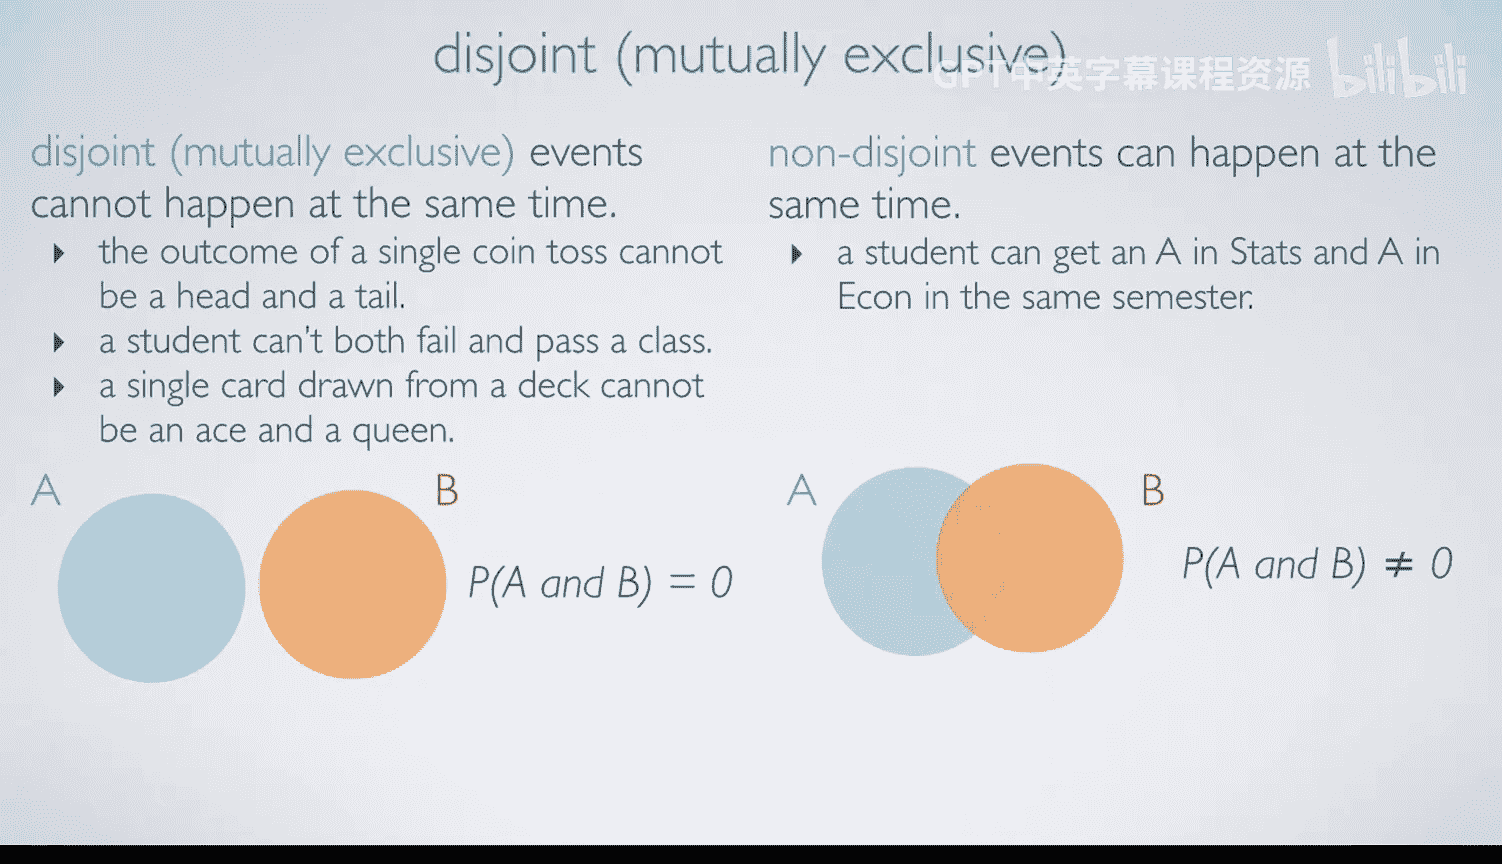 disjoint (mutually exclusive)
GPT中英字幕课程资源 bilibili
disjoint (mutually exclusive) events
cannot happen at the same time.
the outcome of a single coin toss cannot
be a head and a tail.
a student can't both fail and pass a class.
a single card drawn from a deck cannot
be an ace and a queen.
A
B
P(A and B) = 0
non-disjoint events can happen at the
same time.
a student can get an A in Stats and A in
Econ in the same semester.
A
B
P(A and B) ≠ 0